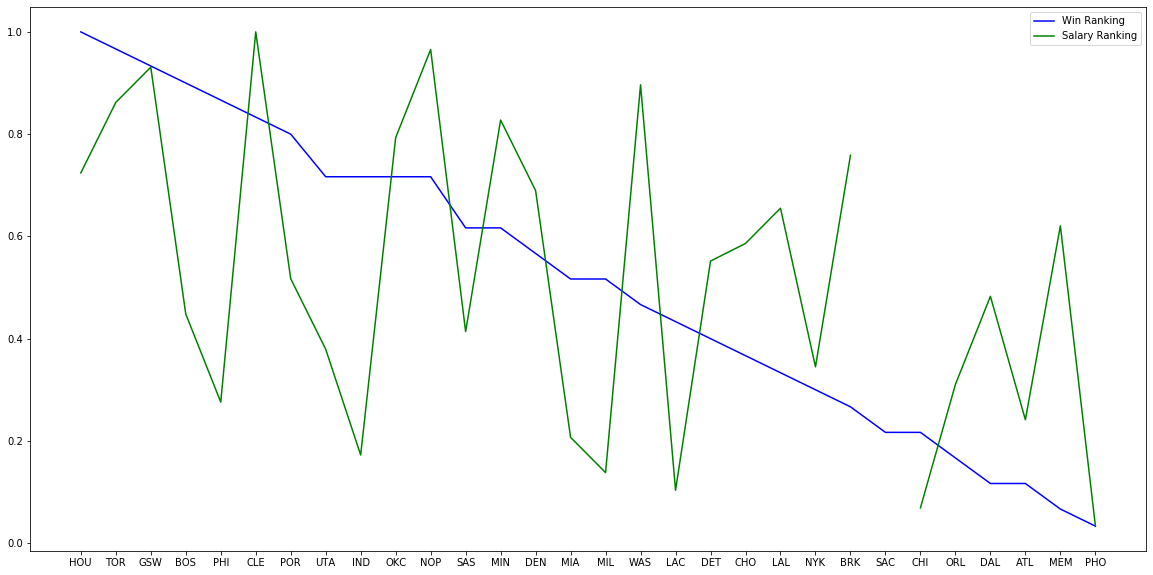 Win Ranking
Salary Ranking
1.0
0.8
0.6
0.4
0.2
0.0
HOU TOR GSW BOS PHI CLE POR UTA IND OKC NOP SAS MIN DEN MIA MIL WAS LAC DET CHO LAL NYK BRK SAC CHI ORL DAL ATL MEM PHO